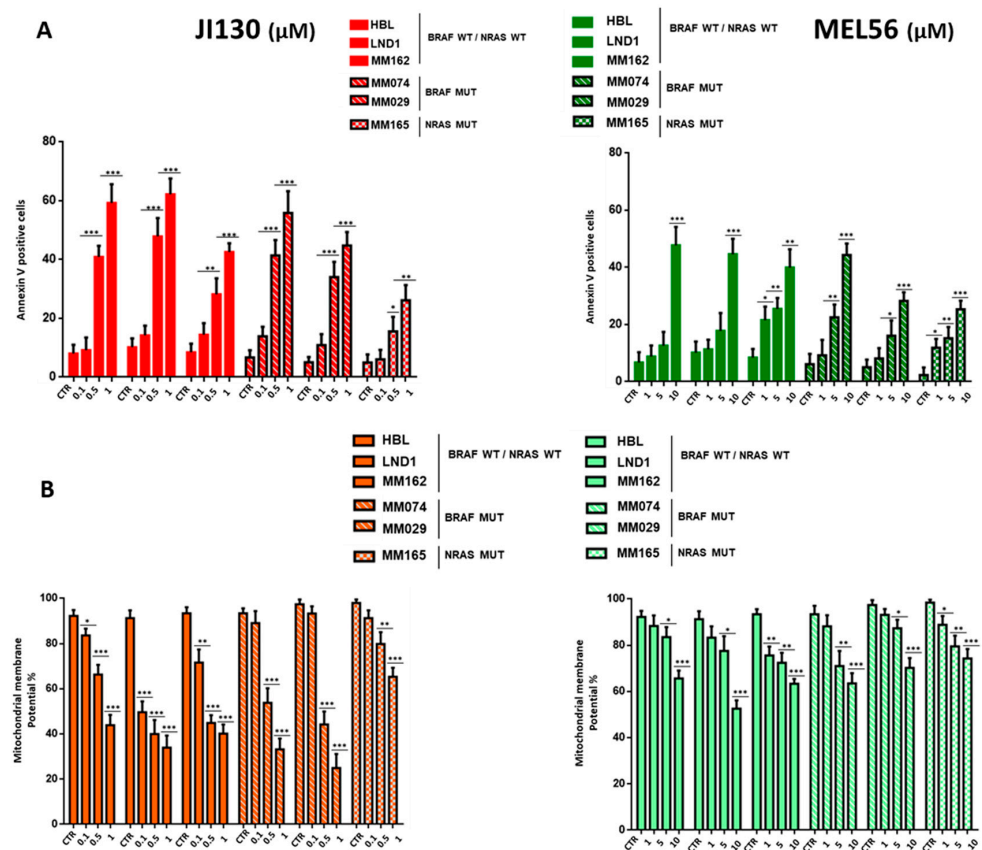 A
JI130 (μM)
HBL
LND1
MM162
BRAF WT / NRAS WT
MM074
MM029
BRAF MUT
MM165
NRAS MUT
HBL
LND1
MM162
BRAF WT / NRAS WT
MM074
MM029
BRAF MUT
MM165
NRAS MUT
MEL56 (μM)
Annexin V positive cells
80
60
40
20
0
*** *** *** *** ** *** *** *** *** *** * **
CTR 0.1 0.5 1 CTR 0.1 0.5 1 CTR 0.1 0.5 1 CTR 0.1 0.5 1 CTR 0.1 0.5 1 CTR 0.1 0.5 1
Annexin V positive cells
80
60
40
20
0
*** *** * ** ** ** *** * *** * ** ***
CTR 1 5 10 CTR 1 5 10 CTR 1 5 10 CTR 1 5 10 CTR 1 5 10 CTR 1 5 10
B
HBL
LND1
MM162
BRAF WT / NRAS WT
MM074
MM029
BRAF MUT
MM165
NRAS MUT
HBL
LND1
MM162
BRAF WT / NRAS WT
MM074
MM029
BRAF MUT
MM165
NRAS MUT
Mitochondrial membrane
Potential %
100
80
60
40
20
0
* *** *** *** *** *** ** *** *** *** *** *** *** ** ***
CTR 0.1 0.5 1 CTR 0.1 0.5 1 CTR 0.1 0.5 1 CTR 0.1 0.5 1 CTR 0.1 0.5 1 CTR 0.1 0.5 1
Mitochondrial membrane
Potential %
100
80
60
40
20
0
* *** * *** ** ** *** ** *** * *** * ** ***
CTR 1 5 10 CTR 1 5 10 CTR 1 5 10 CTR 1 5 10 CTR 1 5 10 CTR 1 5 10